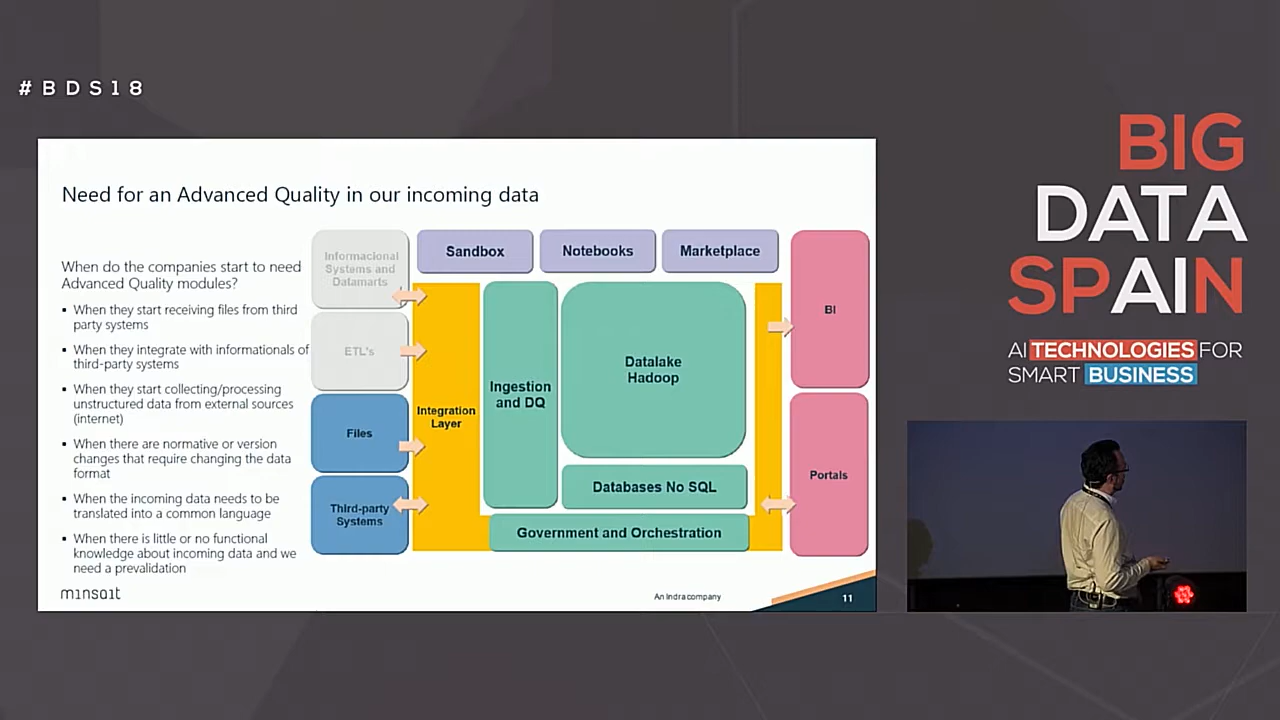 #BDS18
Need for an Advanced Quality in our incoming data
When do the companies start to need
Advanced Quality modules?
▪ When they start receiving files from third
party systems
▪ When they integrate with informationals of
third-party systems
▪ When they start collecting/processing
unstructured data from external sources
(internet)
▪ When there are normative or version
changes that require changing the data
format
▪ When the incoming data needs to be
translated into a common language
▪ When there is little or no functional
knowledge about incoming data and we
need a prevalidation
Informacional
Systems and
Datamarts
ETL's
Files
Third-party
Systems
Integration
Layer
Sandbox
Notebooks
Marketplace
Ingestion
and DQ
Datalake
Hadoop
Databases No SQL
Government and Orchestration
BI
Portals
minsait
An Indra company
11
BIG
DATA
SPAIN
AI TECHNOLOGIES FOR
SMART BUSINESS